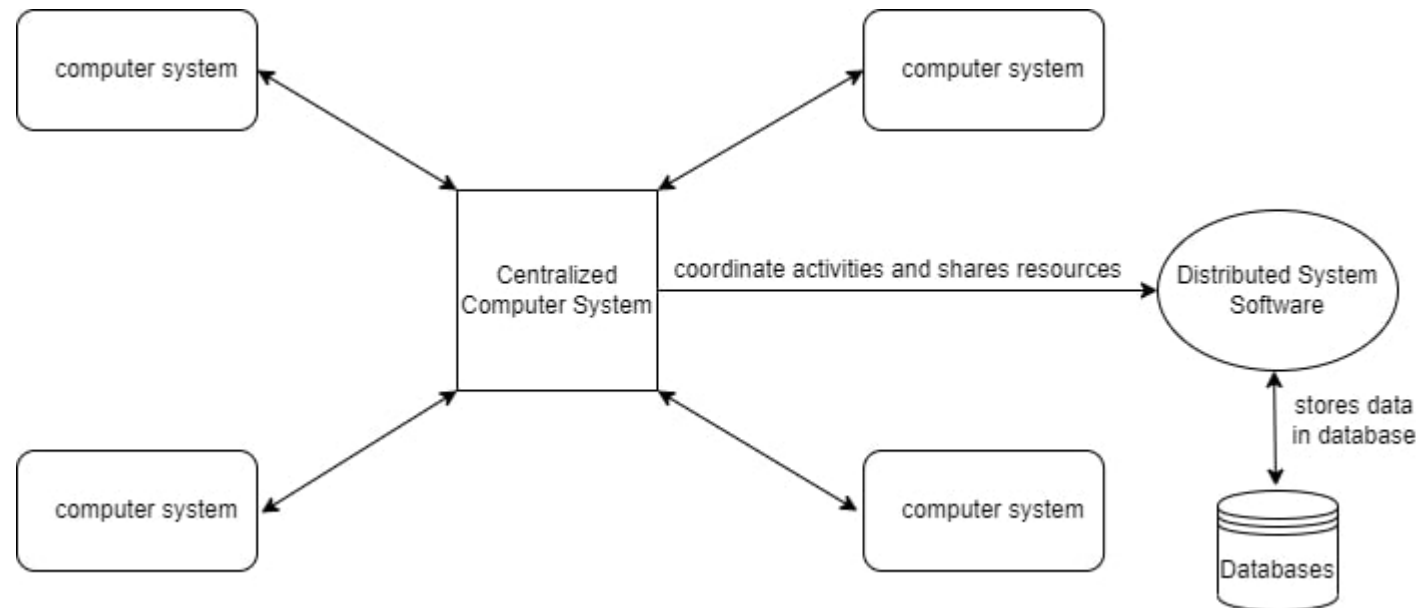 computer system
computer system
Centralized
Computer System
coordinate activities and shares resources
Distributed System
Software
stores data
in database
computer system
computer system
Databases